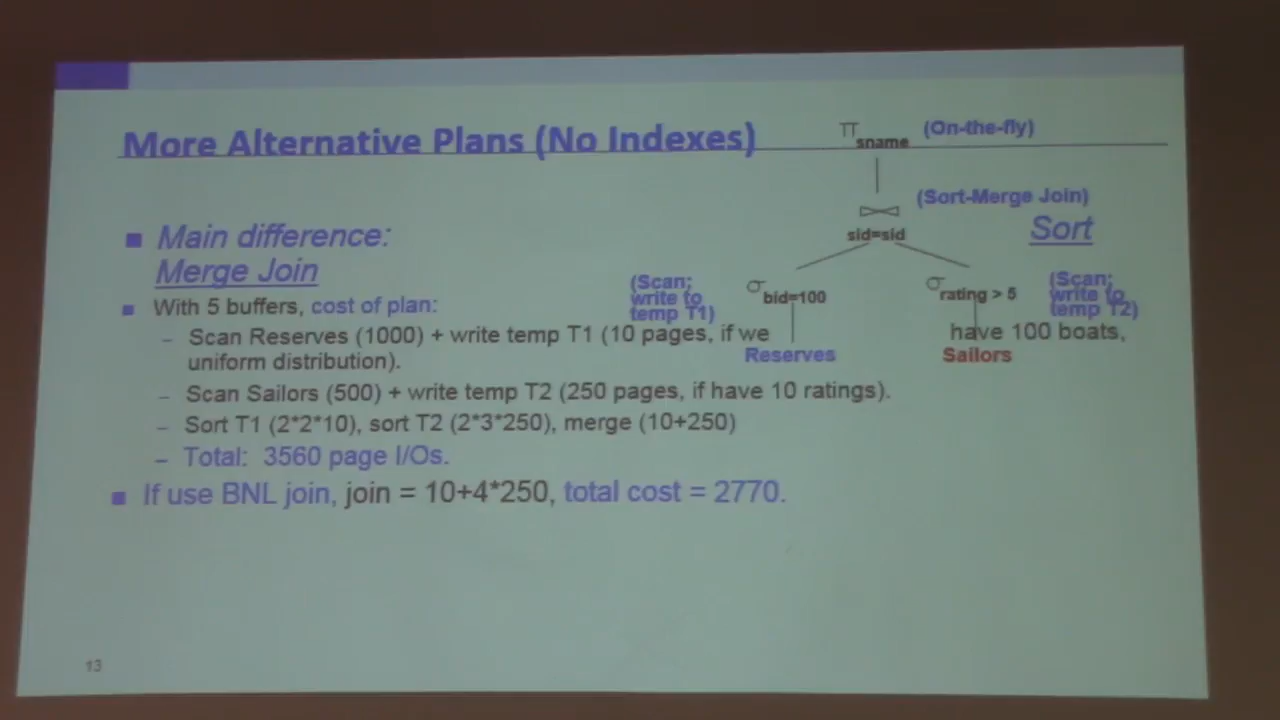 More Alternative Plans (No Indexes)
π sname (On-the-fly)
(Sort-Merge Join)
sid=sid
Sort
■ Main difference:
Merge Join
(Scan; write to temp T1)
σ bid=100
σ rating > 5
(Scan; write to temp T2)
■ With 5 buffers, cost of plan:
– Scan Reserves (1000) + write temp T1 (10 pages, if we have 100 boats,
uniform distribution).
Reserves
Sailors
– Scan Sailors (500) + write temp T2 (250 pages, if have 10 ratings).
– Sort T1 (2*2*10), sort T2 (2*3*250), merge (10+250)
– Total: 3560 page I/Os.
■ If use BNL join, join = 10+4*250, total cost = 2770.
13